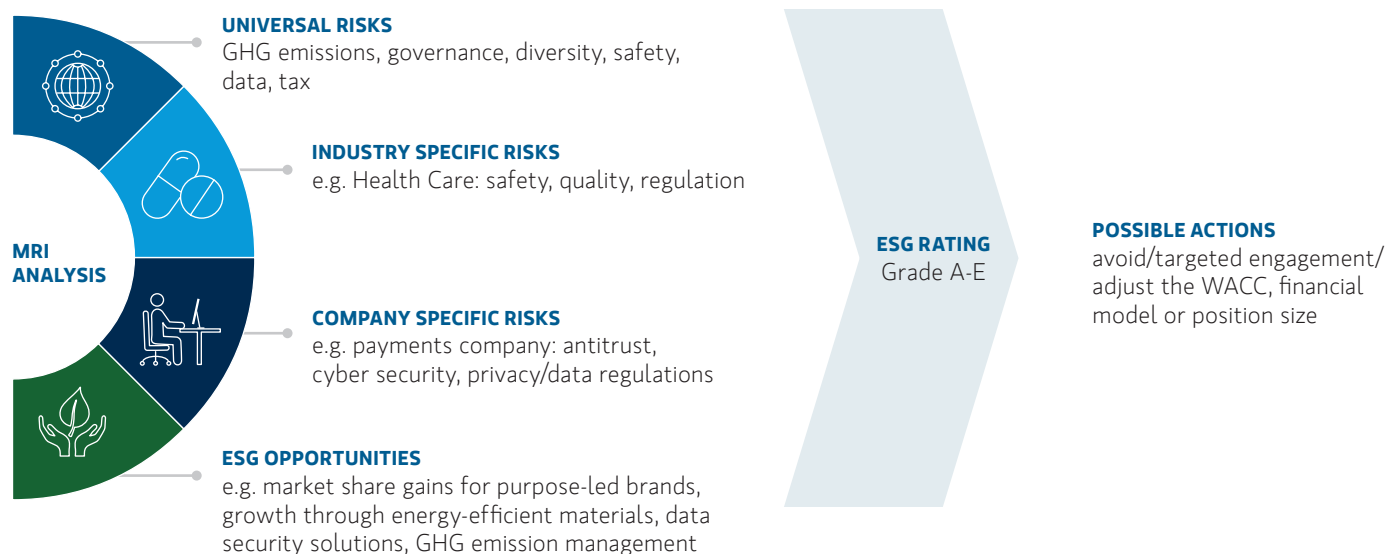 UNIVERSAL RISKS
GHG emissions, governance, diversity, safety,
data, tax
INDUSTRY SPECIFIC RISKS
e.g. Health Care: safety, quality, regulation
MRI
ANALYSIS
COMPANY SPECIFIC RISKS
e.g. payments company: antitrust,
cyber security, privacy/data regulations
ESG OPPORTUNITIES
e.g. market share gains for purpose-led brands,
growth through energy-efficient materials, data
security solutions, GHG emission management
ESG RATING
Grade A-E
POSSIBLE ACTIONS
avoid/targeted engagement/
adjust the WACC, financial
model or position size